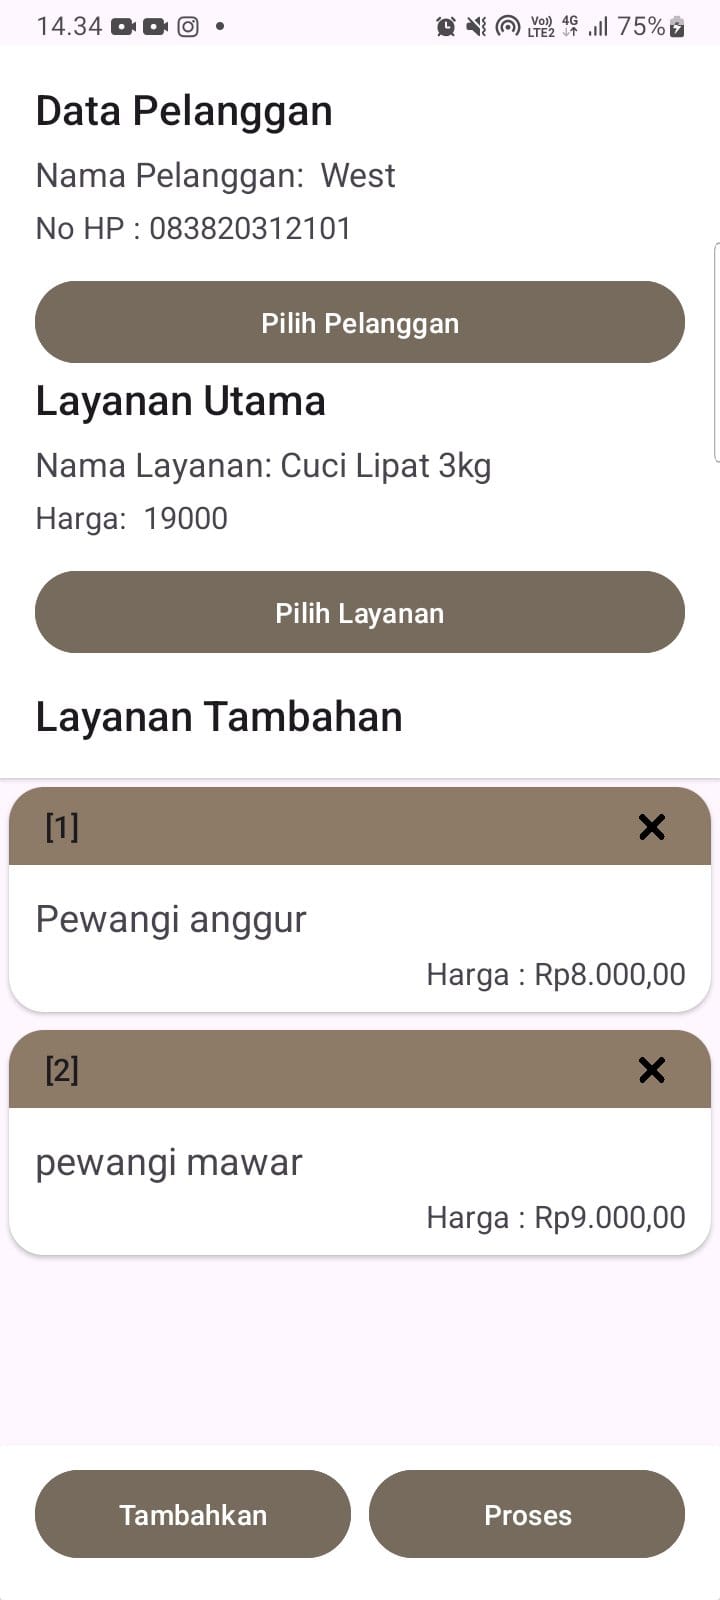 14.34 Vo)) LTE2 4G 75%
Data Pelanggan
Nama Pelanggan: West
No HP : 083820312101
Pilih Pelanggan
Layanan Utama
Nama Layanan: Cuci Lipat 3kg
Harga: 19000
Pilih Layanan
Layanan Tambahan
[1]
Pewangi anggur
Harga : Rp8.000,00
[2]
pewangi mawar
Harga : Rp9.000,00
Tambahkan Proses